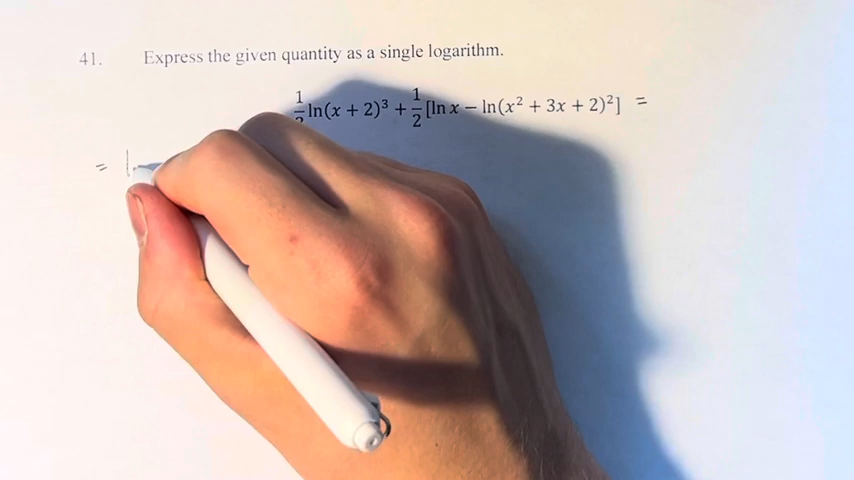 41. Express the given quantity as a single logarithm.
1/3 ln(x + 2)³ + 1/2 [ln x − ln(x² + 3x + 2)²] =
= l